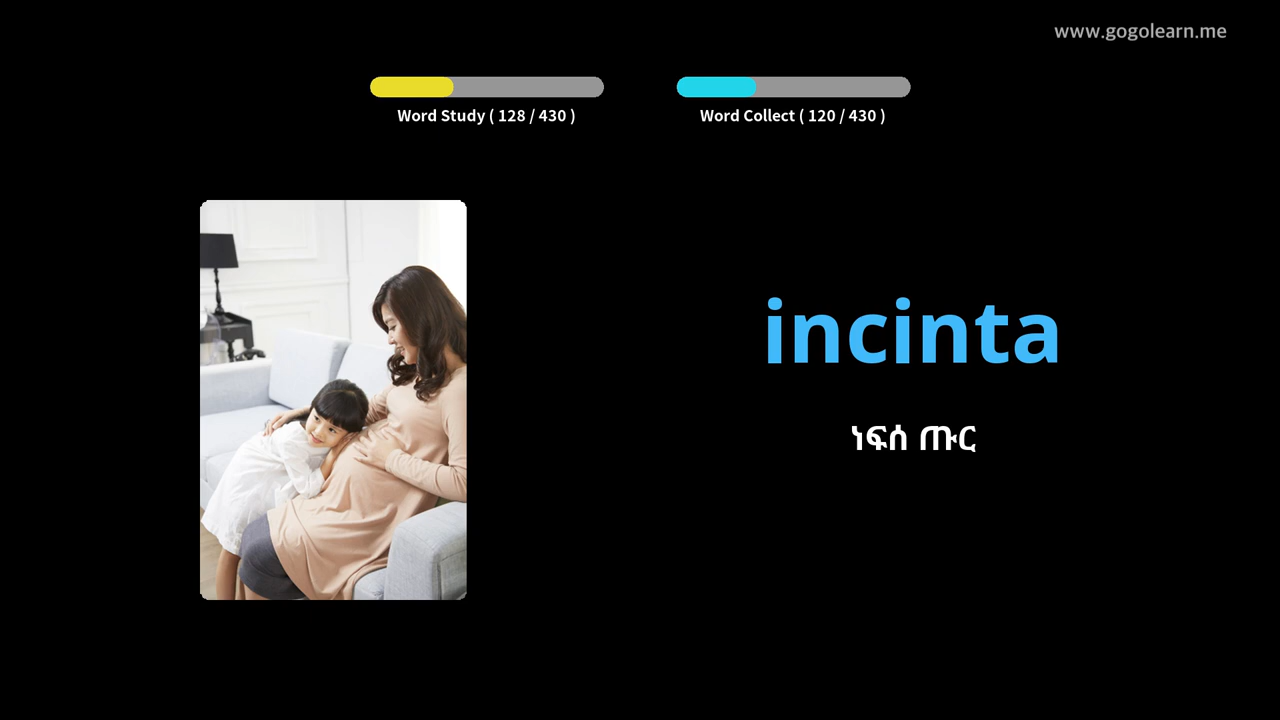 www.gogolearn.me
Word Study ( 128 / 430 )
Word Collect ( 120 / 430 )
incinta
ነፍሰ ጡር